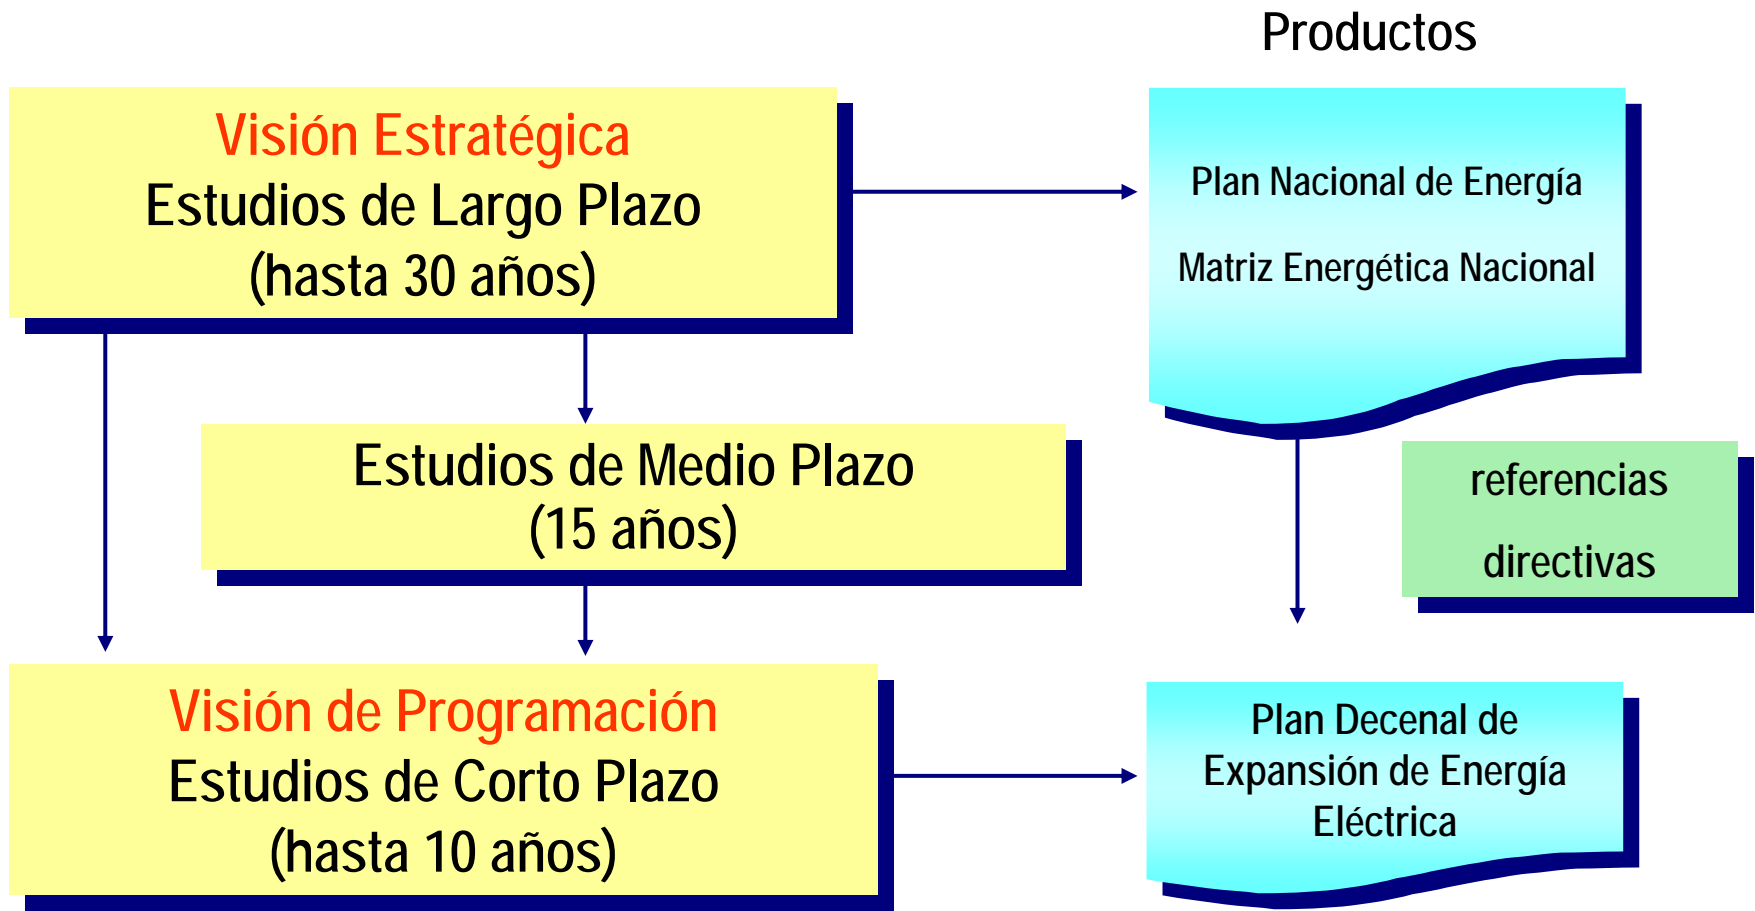 Productos
Visión Estratégica
Estudios de Largo Plazo
(hasta 30 años)
Plan Nacional de Energía
Matriz Energética Nacional
Estudios de Medio Plazo
(15 años)
referencias
directivas
Visión de Programación
Estudios de Corto Plazo
(hasta 10 años)
Plan Decenal de
Expansión de Energía
Eléctrica